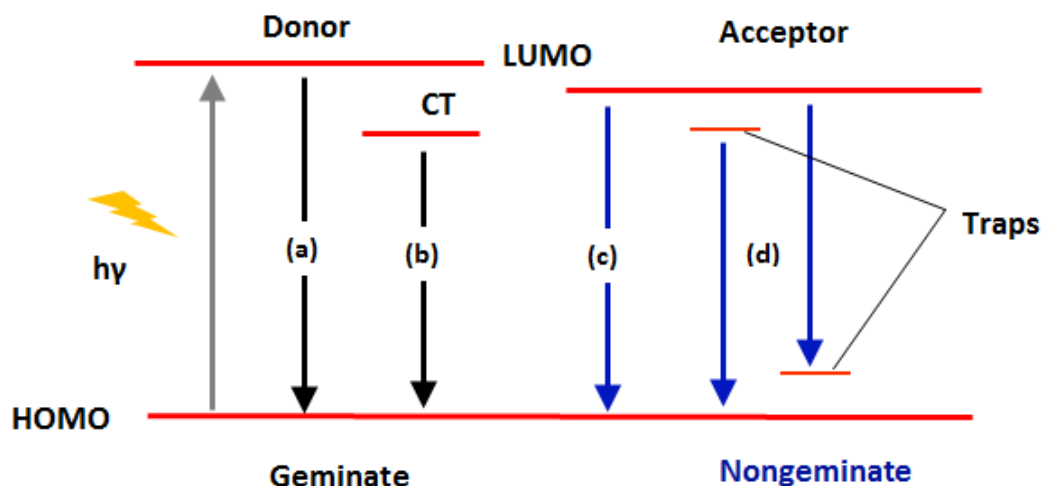 Donor
Acceptor
LUMO
CT
Traps
(a)
(b)
(c)
(d)
hγ
HOMO
Geminate
Nongeminate